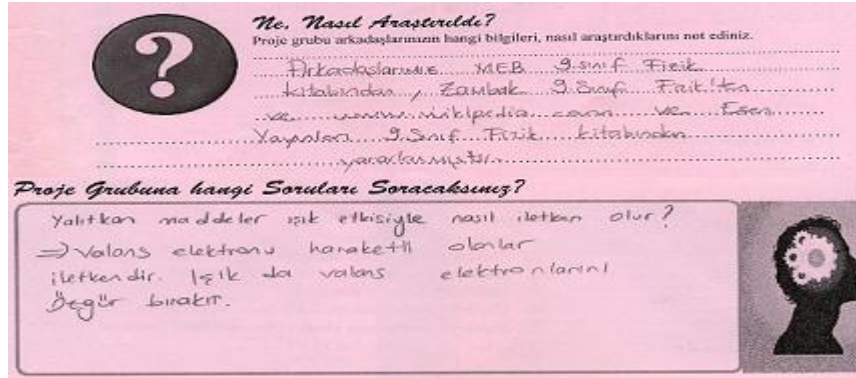 Ne, Nasıl Araştırıldı?
Proje grubu arkadaşlarınızın hangi bilgileri, nasıl araştırdıklarını not ediniz.
Arkadaşlarımız MEB 9.sınıf Fizik
kitabından, Zambak 9.Sınıf Fizik'ten
ve www.wikipedia.com ve Esen
Yayınları 9.Sınıf Fizik kitabından
yararlanmıştır.
Proje Grubuna hangi Soruları Soracaksınız?
Yalıtkan maddeler ışık etkisiyle nasıl iletken olur?
⇒ Valans elektronu haraketli olanlar
iletkendir. Işık da valans elektronlarını
Özgür bırakır.